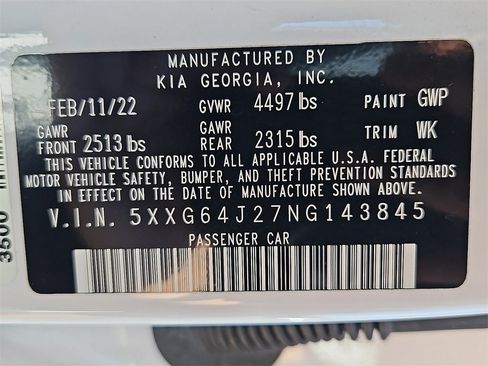 MANUFACTURED BY
KIA GEORGIA, INC.
FEB/11/22 GVWR 4497 lbs PAINT GWP
GAWR FRONT 2513 lbs GAWR REAR 2315 lbs TRIM WK
THIS VEHICLE CONFORMS TO ALL APPLICABLE U.S.A. FEDERAL
MOTOR VEHICLE SAFETY, BUMPER, AND THEFT PREVENTION STANDARDS
IN EFFECT ON THE DATE OF MANUFACTURE SHOWN ABOVE.
V.I.N. 5XXG64J27NG143845
PASSENGER CAR
3500